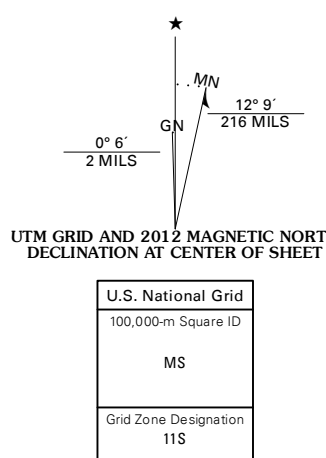 ★
MN
GN
12° 9´
216 MILS
0° 6´
2 MILS
UTM GRID AND 2012 MAGNETIC NORT
DECLINATION AT CENTER OF SHEET
U.S. National Grid
100,000-m Square ID
MS
Grid Zone Designation
11S